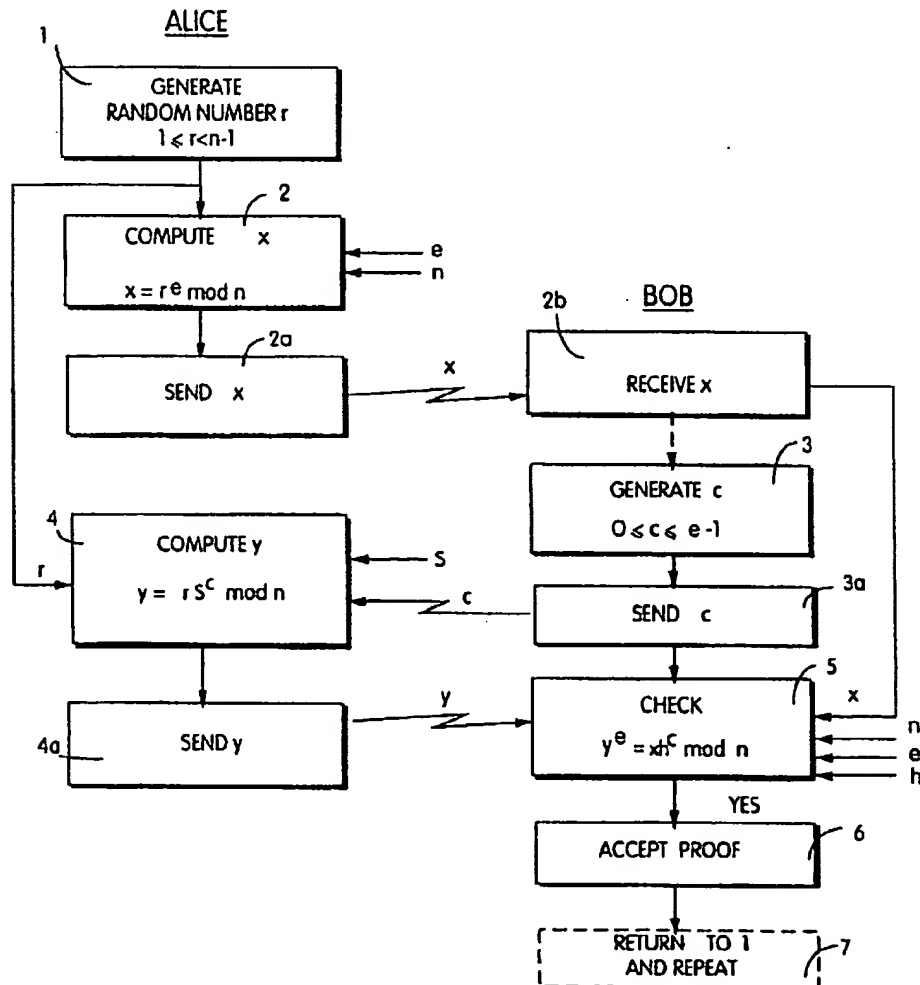 ALICE
1
GENERATE
RANDOM NUMBER r
1 ⩽ r<n-1
2
COMPUTE x
e
n
x = r^e mod n
2a
SEND x
x
BOB
2b
RECEIVE x
3
GENERATE c
0 ⩽ c ⩽ e -1
4
COMPUTE y
y = r S^c mod n
r
S
c
3a
SEND c
4a
SEND y
y
5
CHECK
y^e = xh^c mod n
x
n
e
h
YES
6
ACCEPT PROOF
7
RETURN TO 1
AND REPEAT